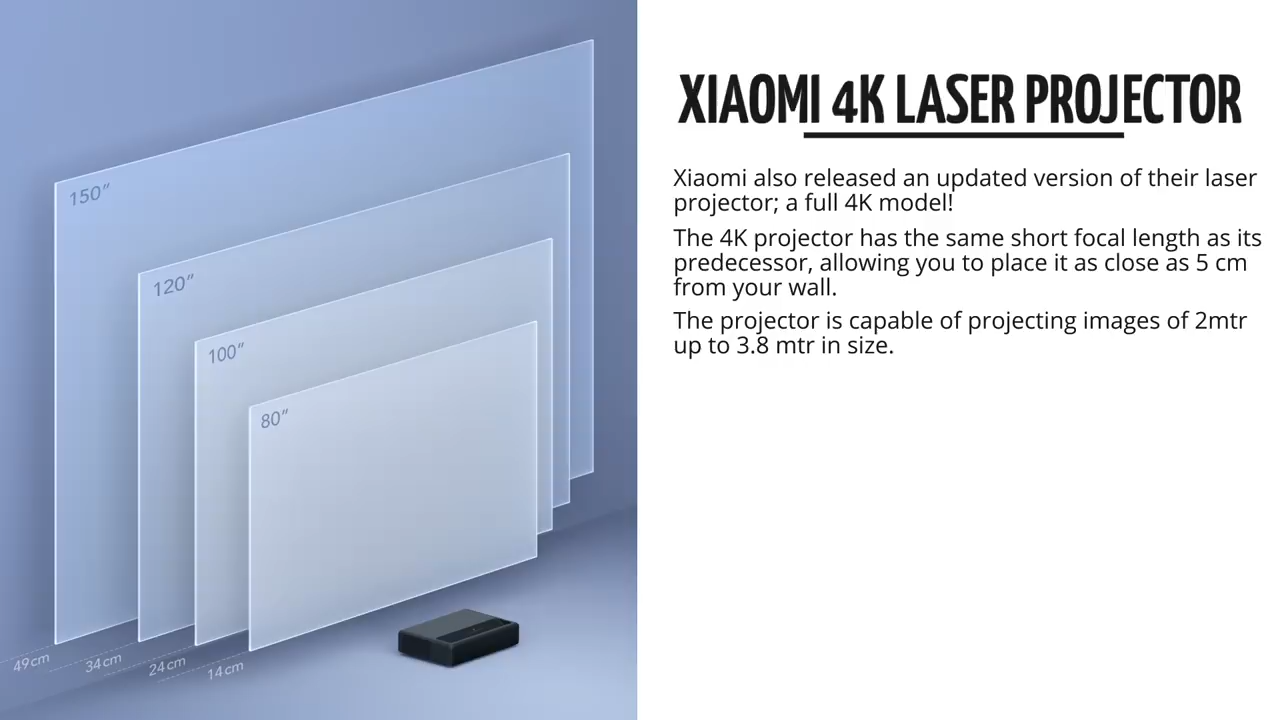 150″
120″
100″
80″
49cm
34cm
24cm
14cm
XIAOMI 4K LASER PROJECTOR
Xiaomi also released an updated version of their laser
projector; a full 4K model!
The 4K projector has the same short focal length as its
predecessor, allowing you to place it as close as 5 cm
from your wall.
The projector is capable of projecting images of 2mtr
up to 3.8 mtr in size.